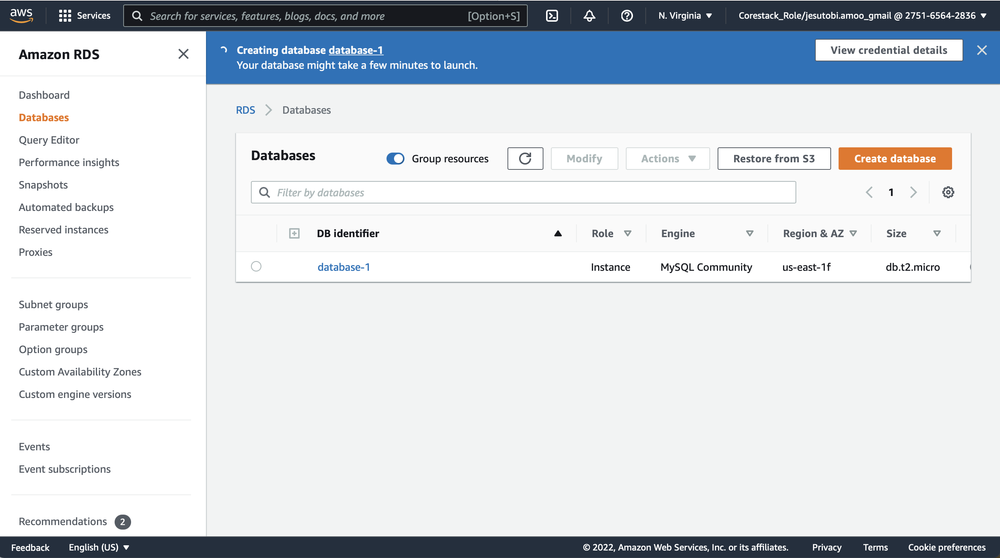 aws
Services
Search for services, features, blogs, docs, and more [Option+S]
N. Virginia
Corestack_Role/jesutobi.amoo_gmail @ 2751-6564-2836
Amazon RDS
Dashboard
Databases
Query Editor
Performance insights
Snapshots
Automated backups
Reserved instances
Proxies
Subnet groups
Parameter groups
Option groups
Custom Availability Zones
Custom engine versions
Events
Event subscriptions
Recommendations 2
Creating database database-1
Your database might take a few minutes to launch.
View credential details
RDS Databases
Databases
Group resources
Modify
Actions
Restore from S3
Create database
Filter by databases
1
DB identifier Role Engine Region & AZ Size
database-1 Instance MySQL Community us-east-1f db.t2.micro
Feedback English (US) © 2022, Amazon Web Services, Inc. or its affiliates. Privacy Terms Cookie preferences